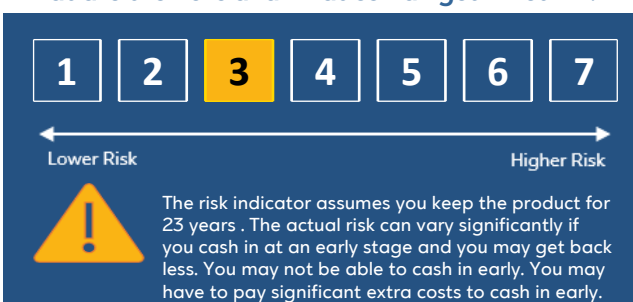 1 2 3 4 5 6 7
Lower Risk Higher Risk
!
The risk indicator assumes you keep the product for
23 years . The actual risk can vary significantly if
you cash in at an early stage and you may get back
less. You may not be able to cash in early. You may
have to pay significant extra costs to cash in early.